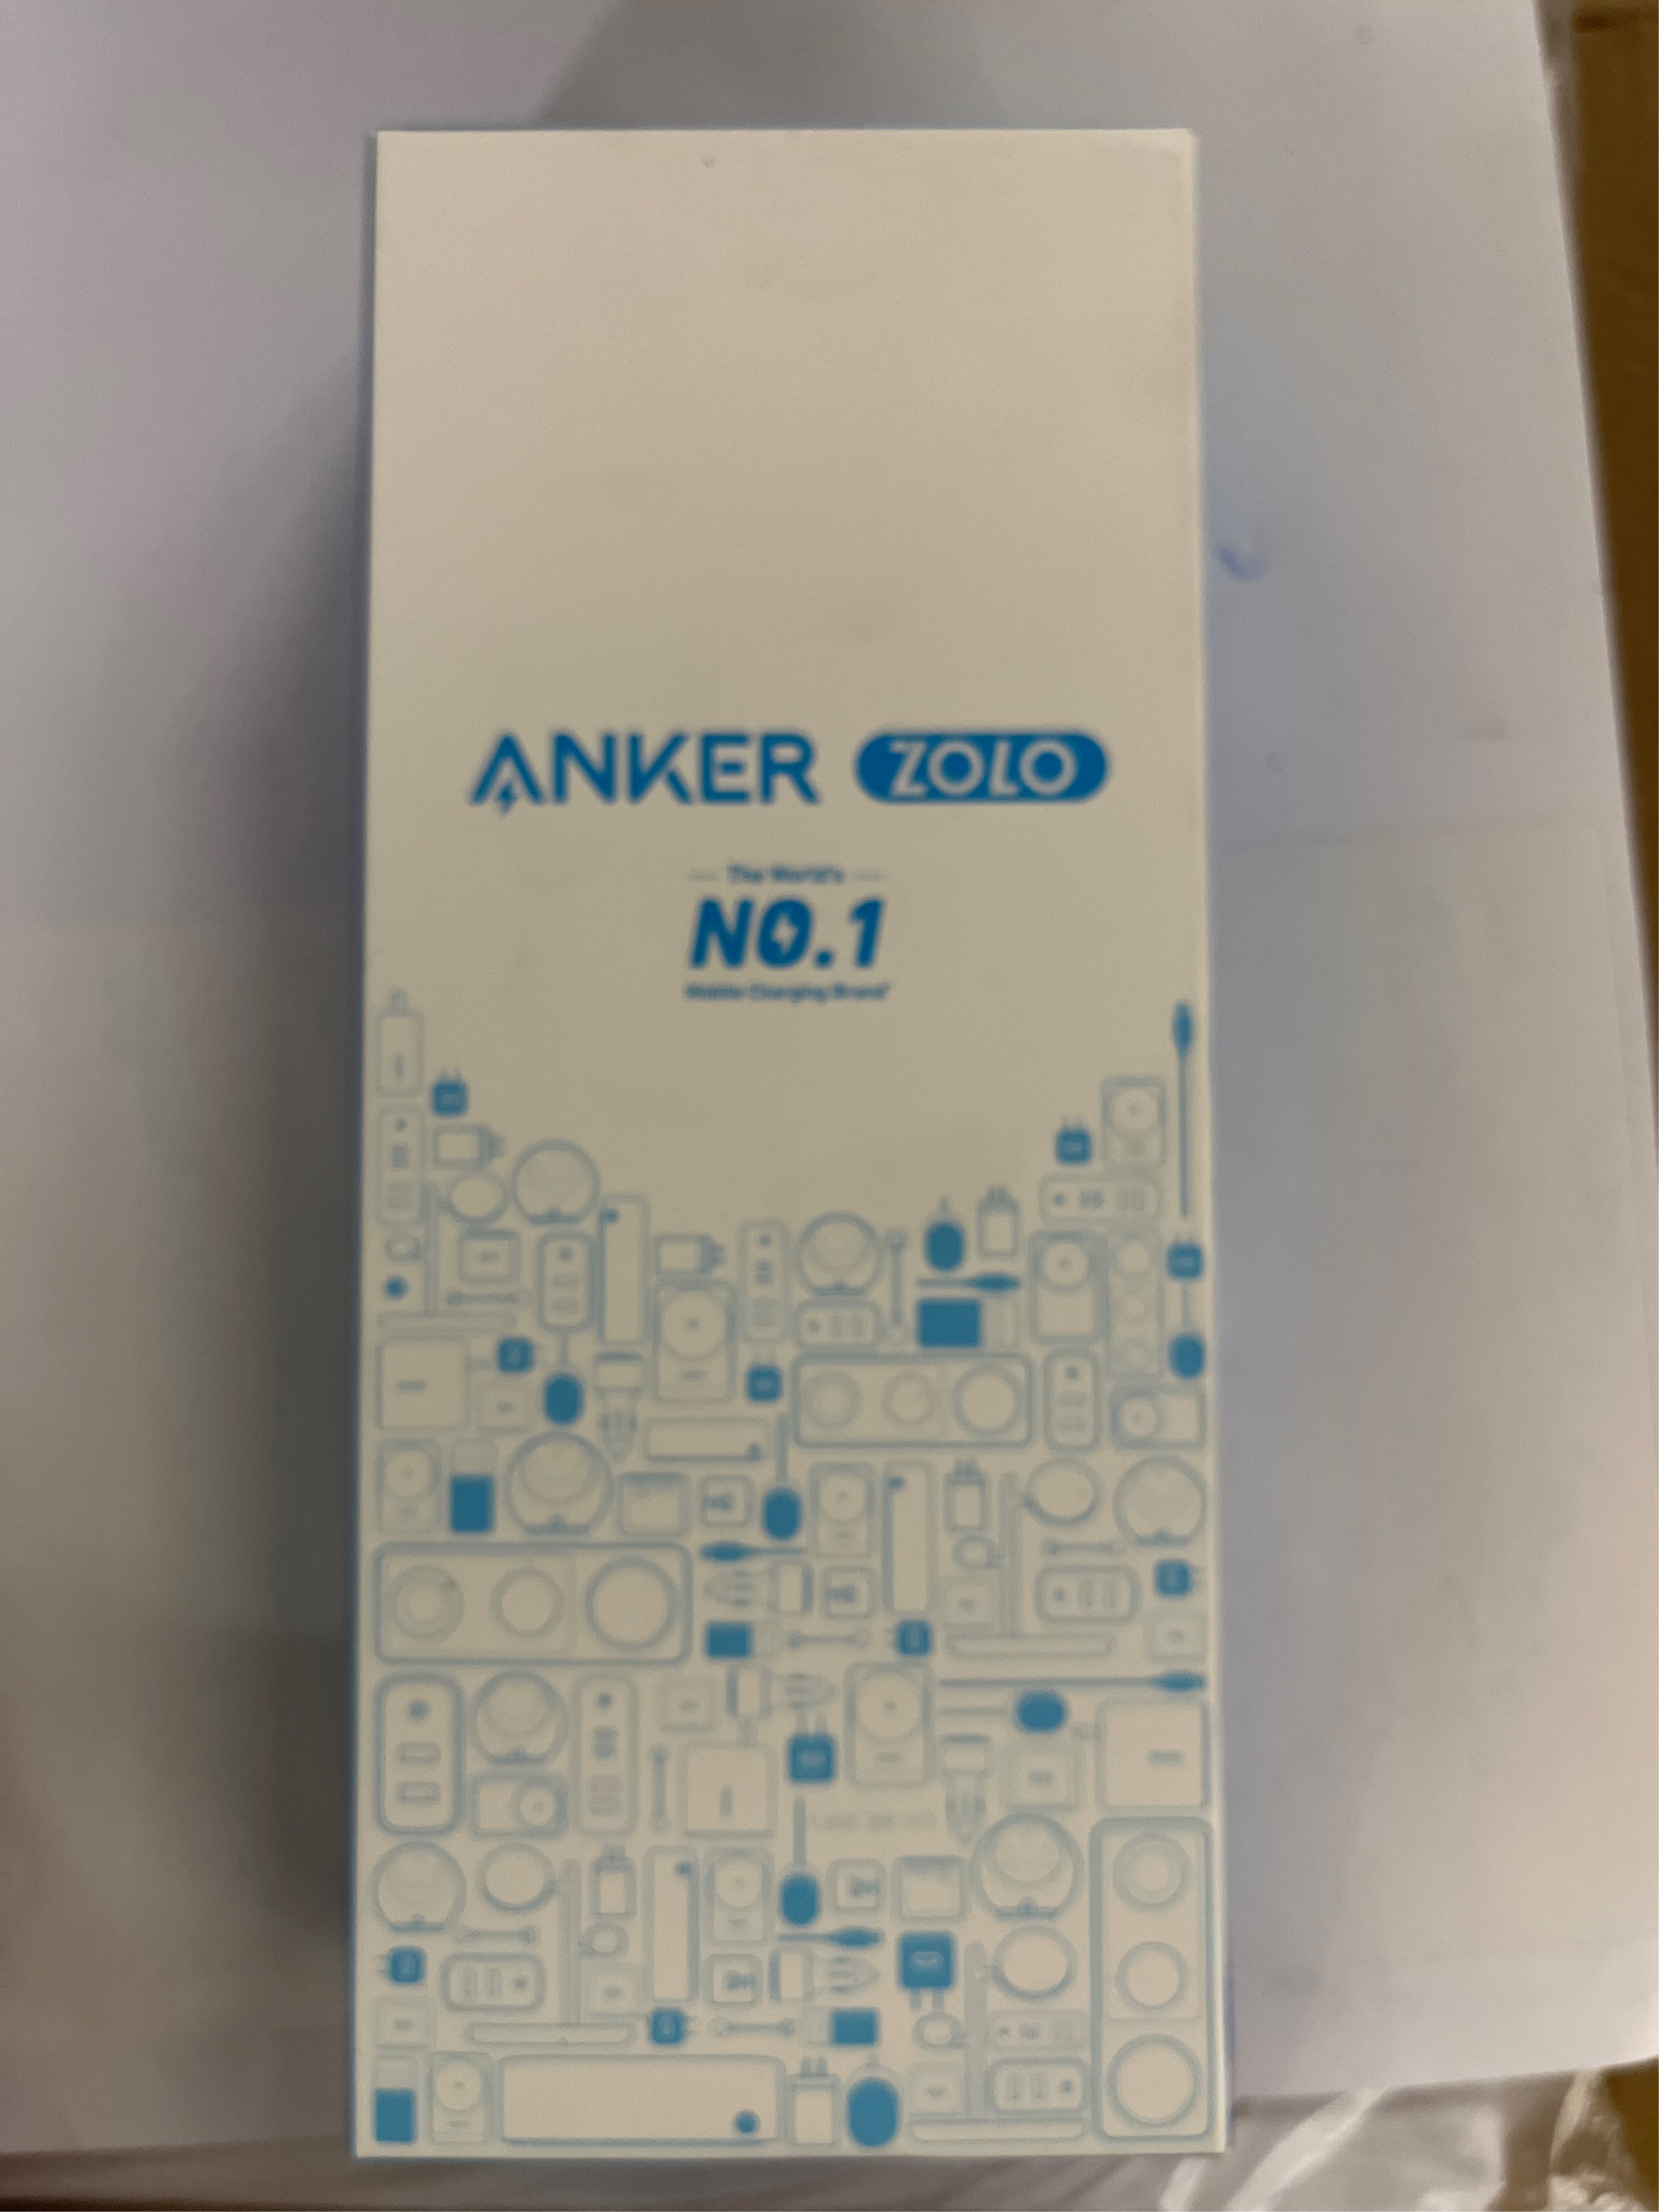 ANKER ZOLO
The World's
NO.1
Mobile Charging Brand*